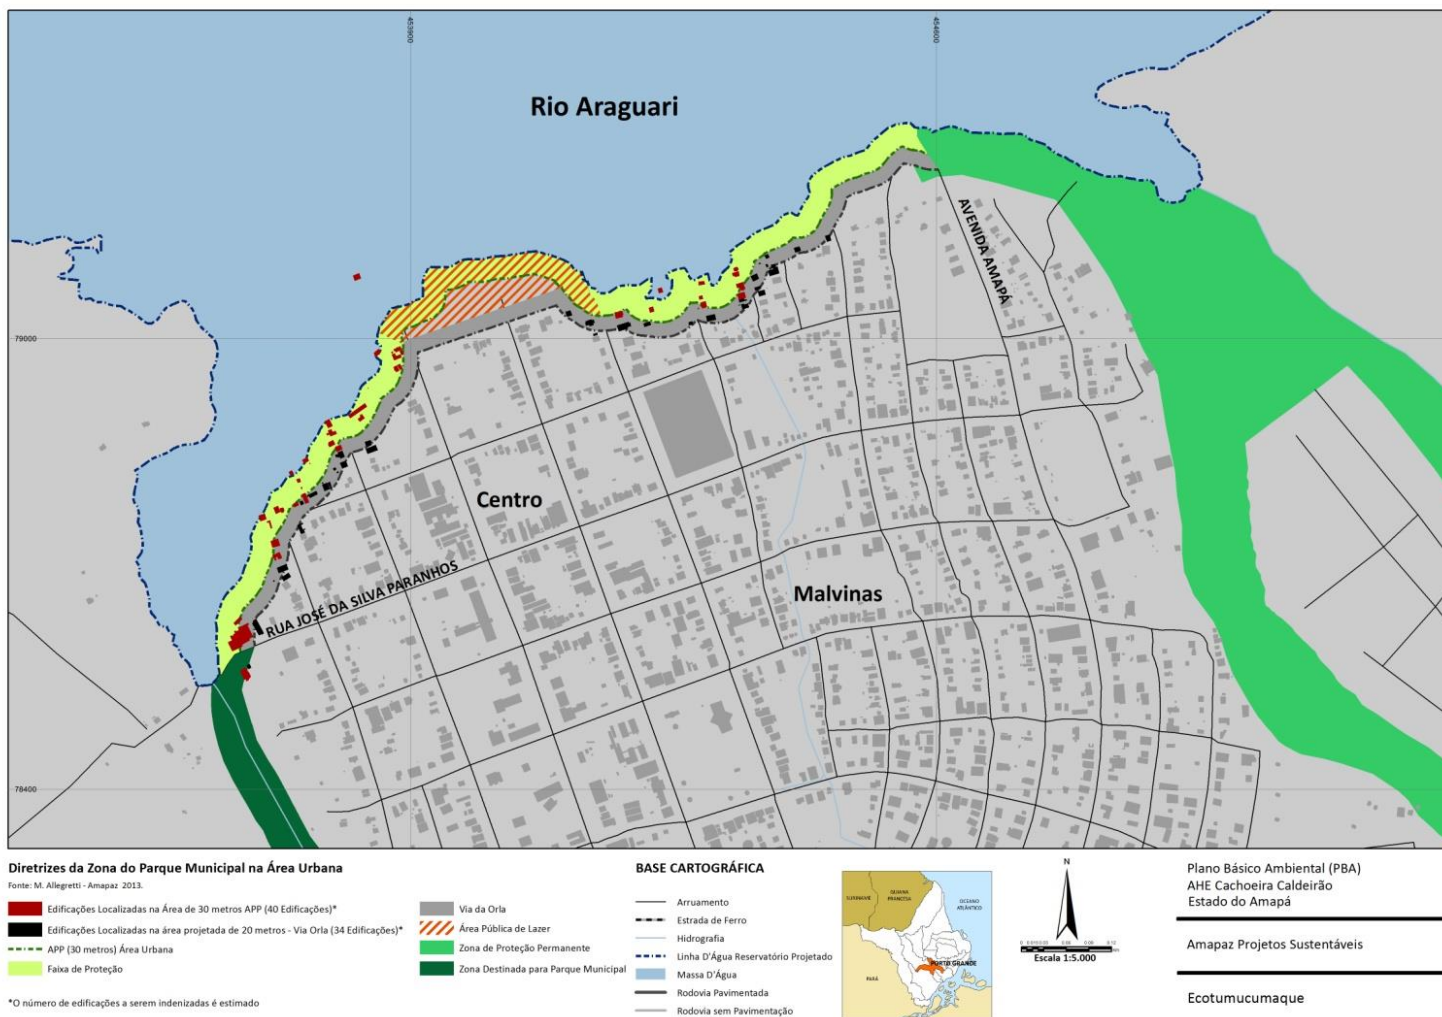 453900
454600
Rio Araguari
AVENIDA AMAPÁ
79000
Centro
RUA JOSÉ DA SILVA PARANHOS
Malvinas
78400
Diretrizes da Zona do Parque Municipal na Área Urbana
Fonte: M. Allegretti - Amapaz 2013.
Edificações Localizadas na Área de 30 metros APP (40 Edificações)*
Edificações Localizadas na área projetada de 20 metros - Via Orla (34 Edificações)*
APP (30 metros) Área Urbana
Faixa de Proteção
*O número de edificações a serem indenizadas é estimado
Via da Orla
Área Pública de Lazer
Zona de Proteção Permanente
Zona Destinada para Parque Municipal
BASE CARTOGRÁFICA
Arruamento
Estrada de Ferro
Hidrografia
Linha D'Água Reservatório Projetado
Massa D'Água
Rodovia Pavimentada
Rodovia sem Pavimentação
SURINAME
GUIANA
FRANCESA
OCEANO
ATLÂNTICO
PORTO GRANDE
PARÁ
N
Escala 1:5.000
Plano Básico Ambiental (PBA)
AHE Cachoeira Caldeirão
Estado do Amapá
Amapaz Projetos Sustentáveis
Ecotumucumaque